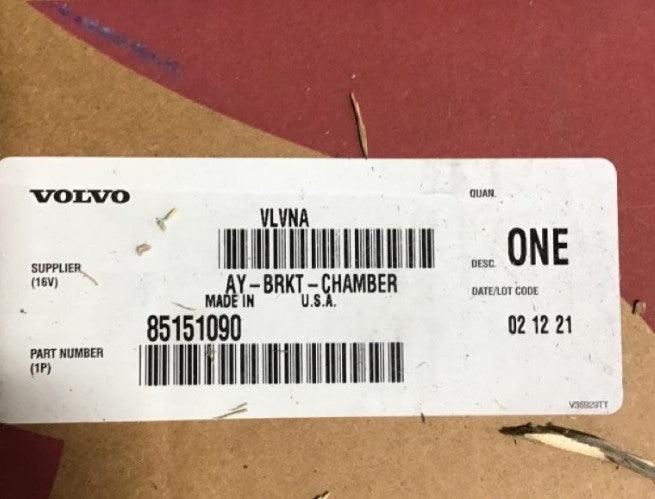 VOLVO
QUAN.
VLVNA
ONE
SUPPLIER
(16V)
DESC.
AY-BRKT-CHAMBER
MADE IN U.S.A.
DATE/LOT CODE
85151090
02 12 21
PART NUMBER
(1P)
V36929TT